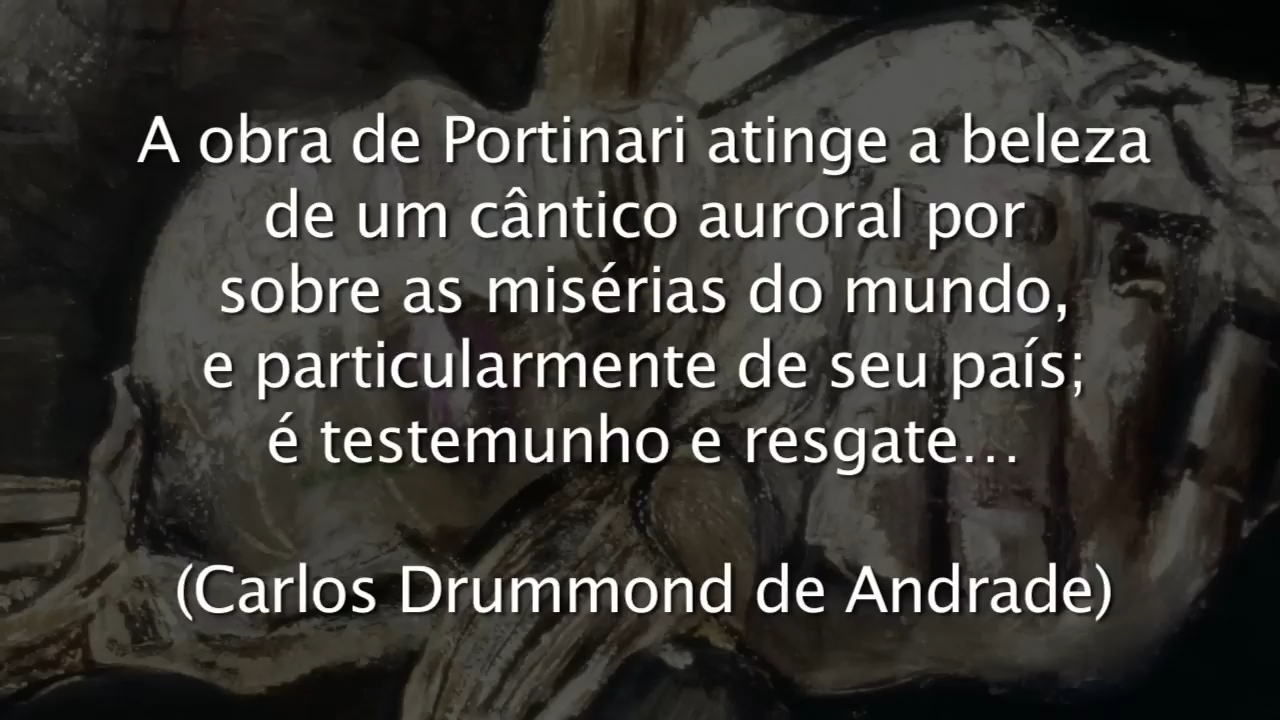 A obra de Portinari atinge a beleza
de um cântico auroral por
sobre as misérias do mundo,
e particularmente de seu país;
é testemunho e resgate...

(Carlos Drummond de Andrade)